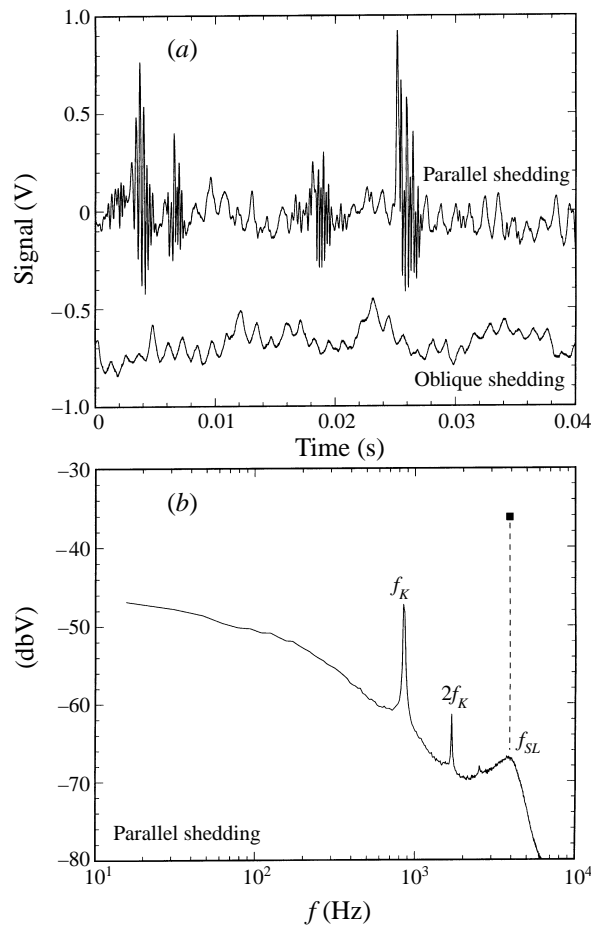 (a)
1.0
0.5
0
−0.5
−1.0
Signal (V)
Parallel shedding
Oblique shedding
0
0.01
0.02
0.03
0.04
Time (s)
(b)
−30
−40
−50
−60
−70
−80
(dbV)
f_K
2f_K
f_SL
Parallel shedding
10^1
10^2
10^3
10^4
f (Hz)